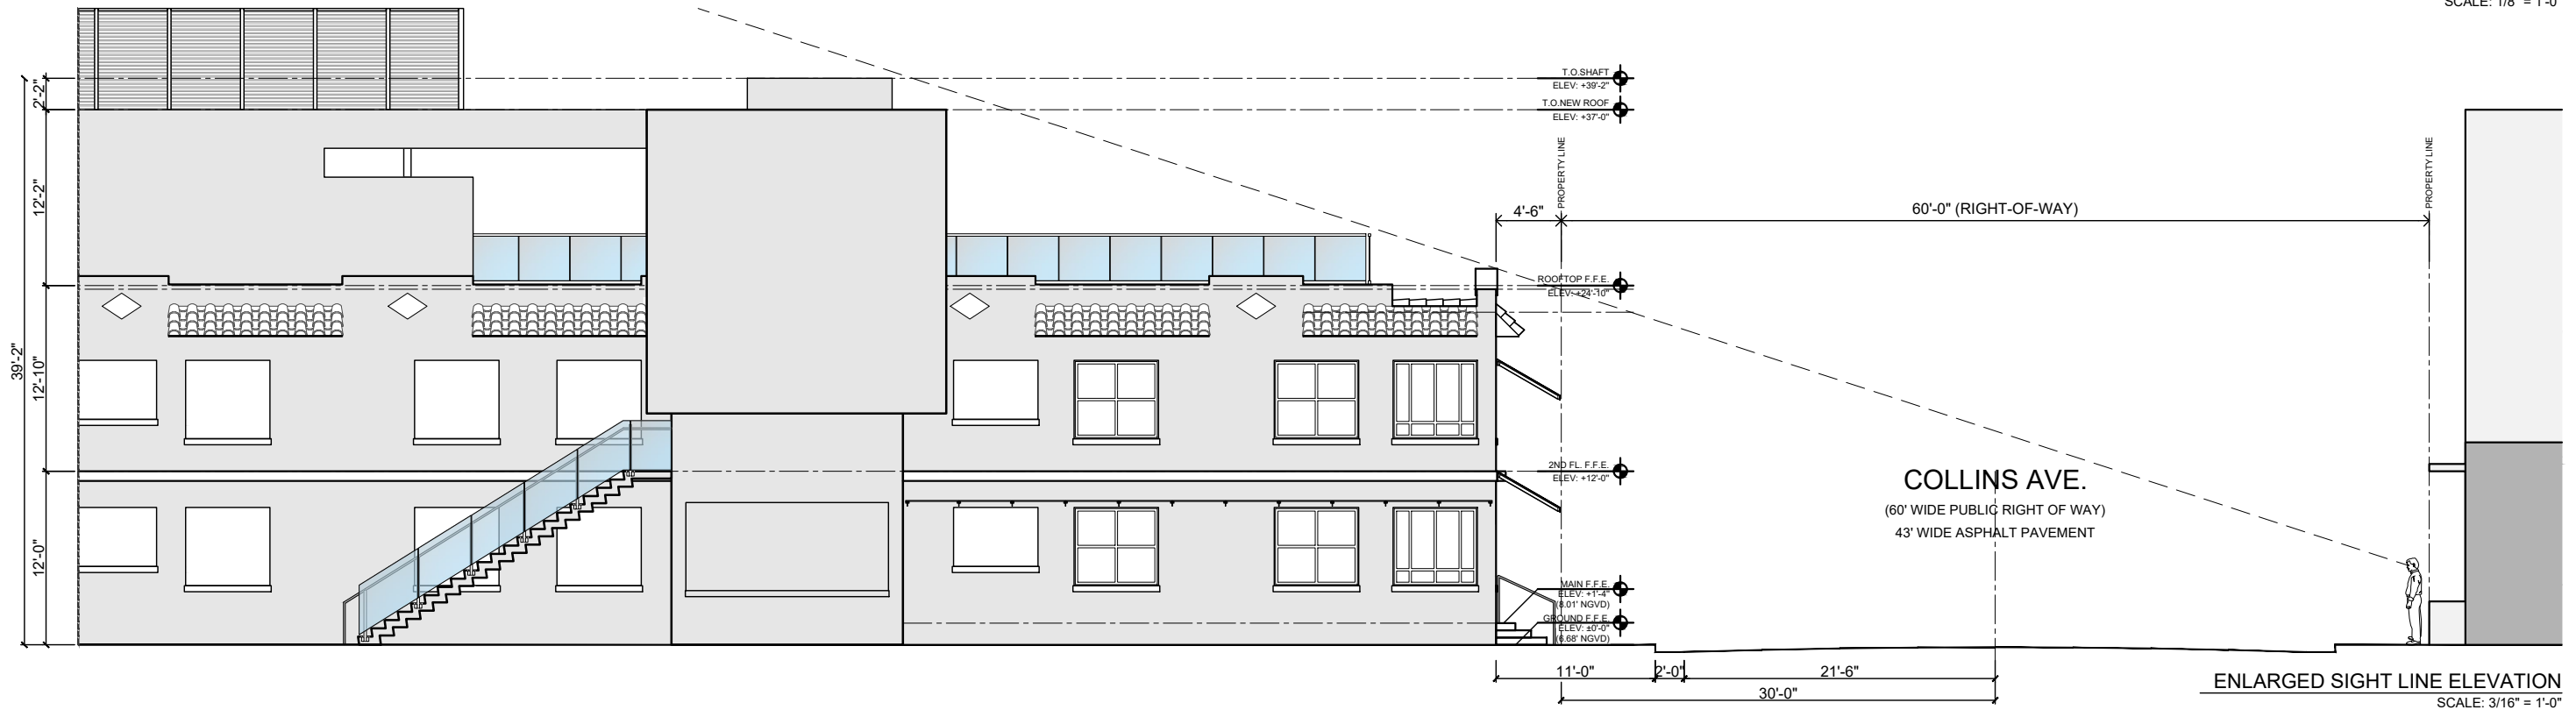 SCALE: 1/8" = 1'-0"
T.O.SHAFT
ELEV: +39'-2"
T.O.NEW ROOF
ELEV: +37'-0"
2'-2"
12'-2"
39'-2"
12'-10"
12'-0"
PROPERTY LINE
PROPERTY LINE
4'-6"
60'-0" (RIGHT-OF-WAY)
ROOFTOP F.F.E.
ELEV: +24'-10"
2ND FL. F.F.E.
ELEV: +12'-0"
COLLINS AVE.
(60' WIDE PUBLIC RIGHT OF WAY)
43' WIDE ASPHALT PAVEMENT
MAIN F.F.E.
ELEV: +1'-4"
(8.01' NGVD)
GROUND F.F.E.
ELEV: ±0'-0"
(6.68' NGVD)
11'-0"
2'-0"
21'-6"
30'-0"
ENLARGED SIGHT LINE ELEVATION
SCALE: 3/16" = 1'-0"